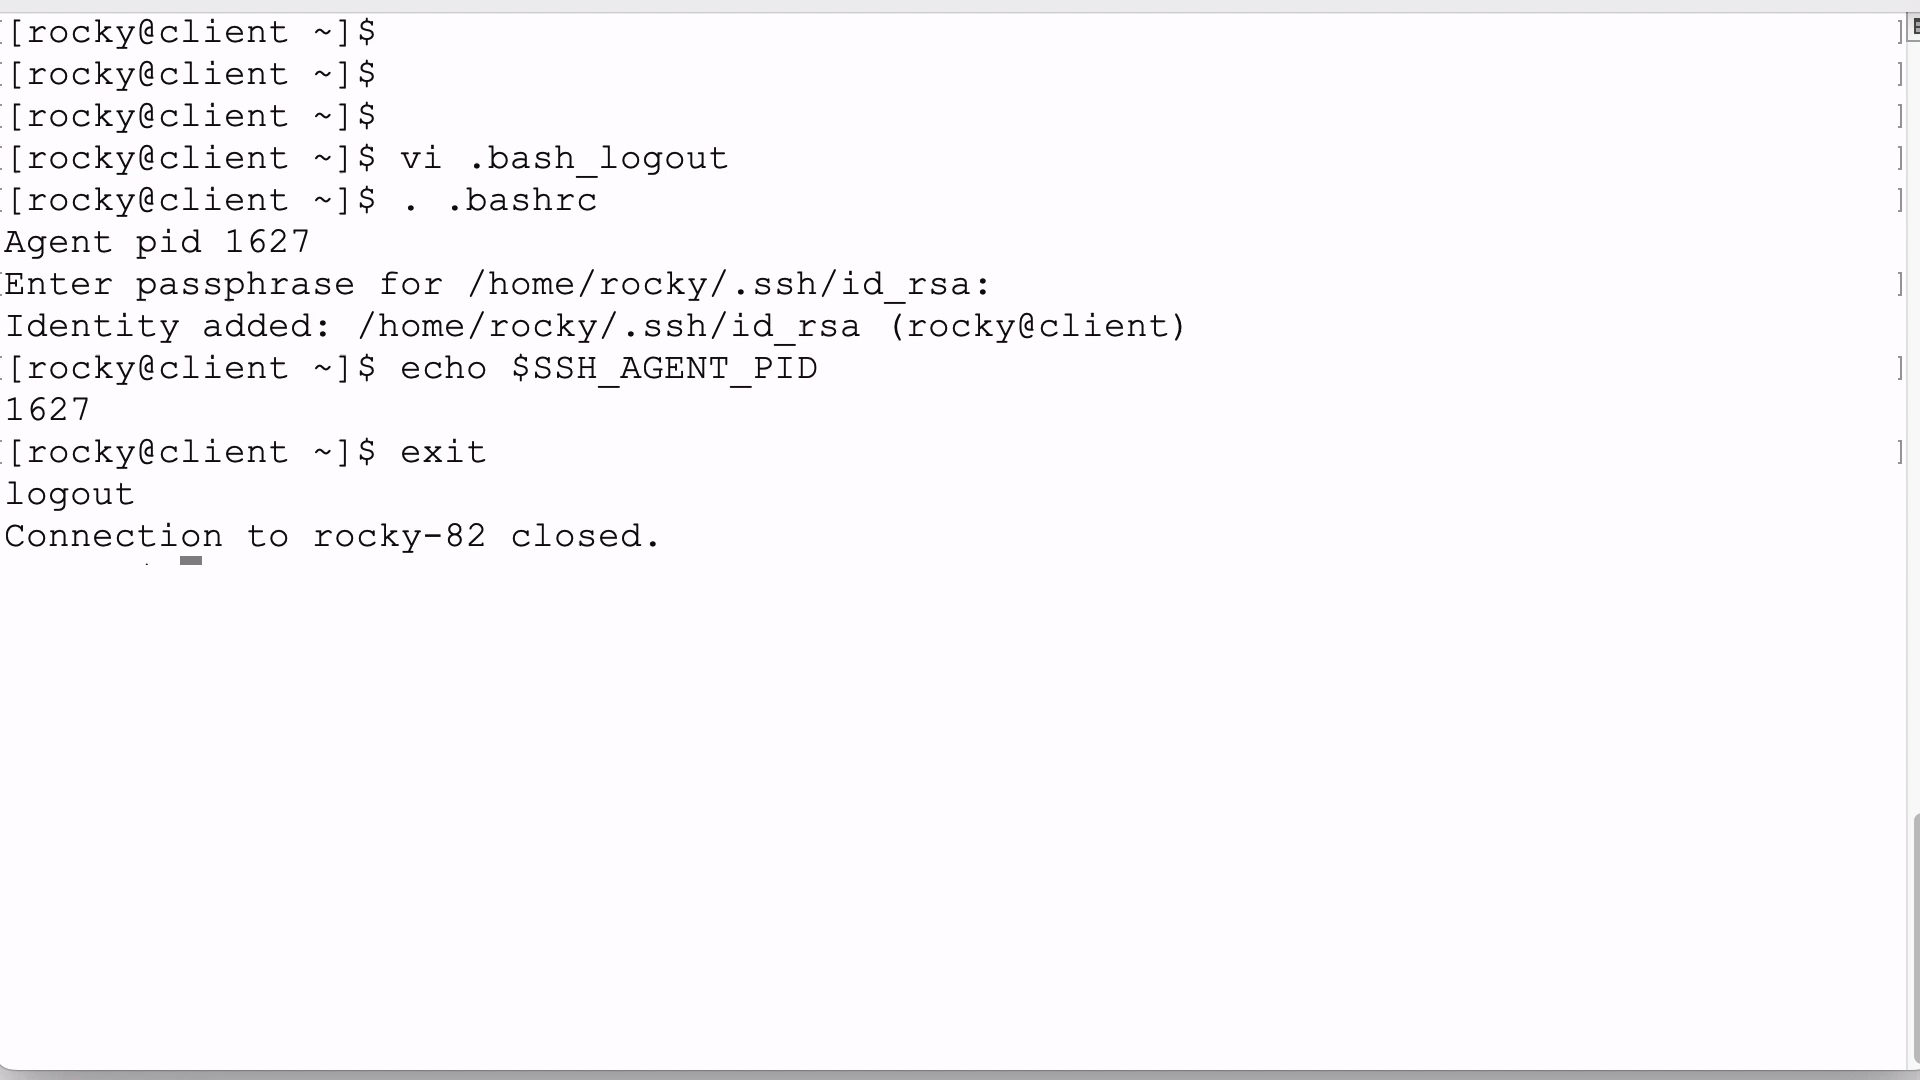 [rocky@client ~]$
[rocky@client ~]$
[rocky@client ~]$
[rocky@client ~]$ vi .bash_logout
[rocky@client ~]$ . .bashrc
Agent pid 1627
Enter passphrase for /home/rocky/.ssh/id_rsa:
Identity added: /home/rocky/.ssh/id_rsa (rocky@client)
[rocky@client ~]$ echo $SSH_AGENT_PID
1627
[rocky@client ~]$ exit
logout
Connection to rocky-82 closed.